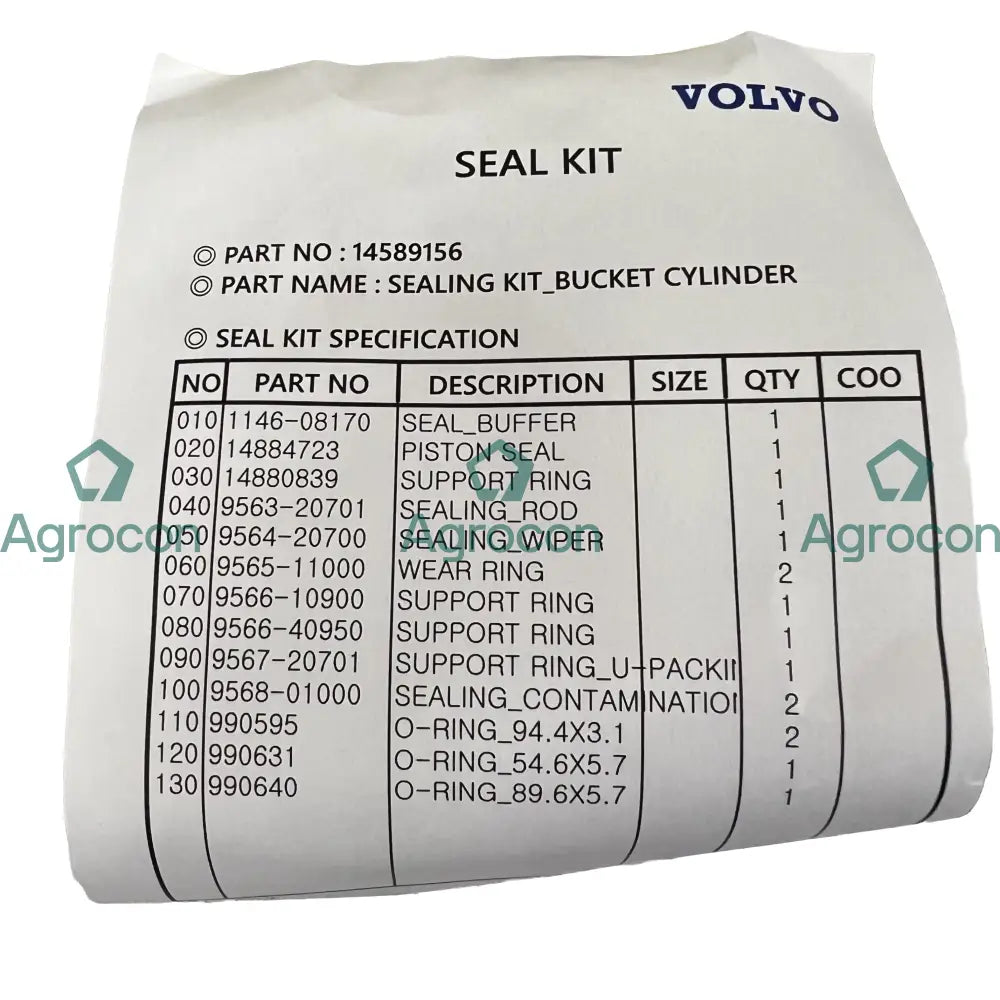 VOLVO
SEAL KIT
◎ PART NO : 14589156
◎ PART NAME : SEALING KIT_BUCKET CYLINDER
◎ SEAL KIT SPECIFICATION
NO PART NO DESCRIPTION SIZE QTY COO
010 1146-08170 SEAL_BUFFER 1
020 14884723 PISTON SEAL 1
030 14880839 SUPPORT RING 1
040 9563-20701 SEALING_ROD 1
Agrocon Agrocon Agrocon
050 9564-20700 SEALING_WIPER 1
060 9565-11000 WEAR RING 2
070 9566-10900 SUPPORT RING 1
080 9566-40950 SUPPORT RING 1
090 9567-20701 SUPPORT RING_U-PACKI 1
100 9568-01000 SEALING_CONTAMINATIO 2
110 990595 O-RING_94.4X3.1 2
120 990631 O-RING_54.6X5.7 1
130 990640 O-RING_89.6X5.7 1